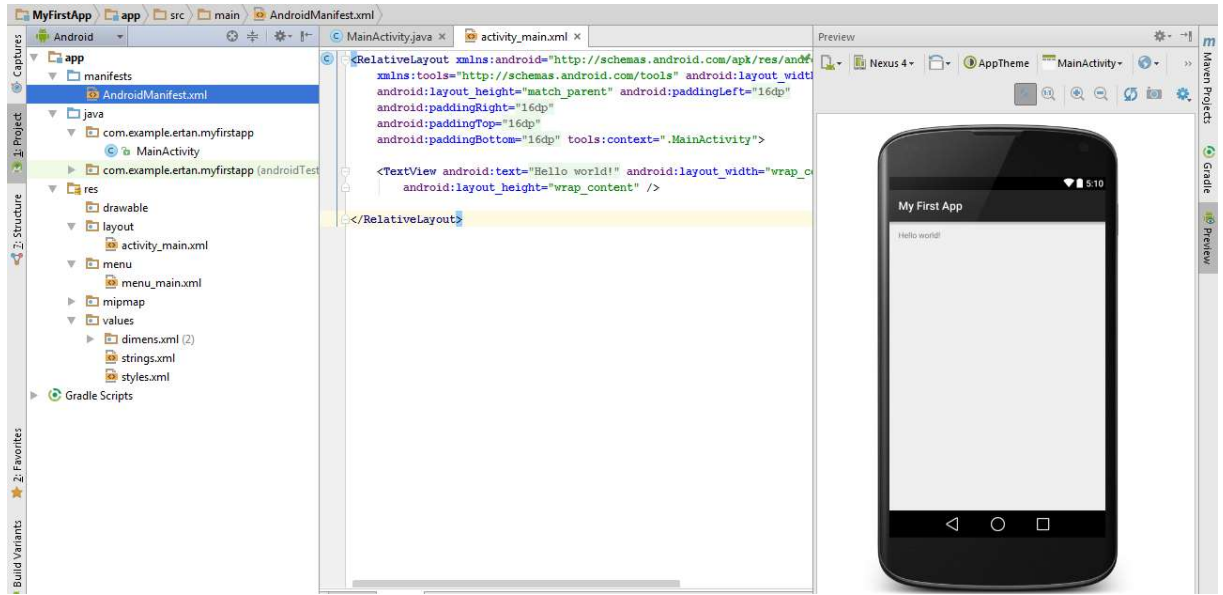 MyFirstApp app src main AndroidManifest.xml
Captures
1: Project
7: Structure
2: Favorites
Build Variants
Android
app
manifests
AndroidManifest.xml
java
com.example.ertan.myfirstapp
MainActivity
com.example.ertan.myfirstapp (androidTest
res
drawable
layout
activity_main.xml
menu
menu_main.xml
mipmap
values
dimens.xml (2)
strings.xml
styles.xml
Gradle Scripts
MainActivity.java × activity_main.xml ×
<RelativeLayout xmlns:android="http://schemas.android.com/apk/res/andr
xmlns:tools="http://schemas.android.com/tools" android:layout_widt
android:layout_height="match_parent" android:paddingLeft="16dp"
android:paddingRight="16dp"
android:paddingTop="16dp"
android:paddingBottom="16dp" tools:context=".MainActivity">
<TextView android:text="Hello world!" android:layout_width="wrap_c
android:layout_height="wrap_content" />
</RelativeLayout>
Preview
Nexus 4 AppTheme MainActivity
1:1
5:10
My First App
Hello world!
m Maven Projects
Gradle
Preview